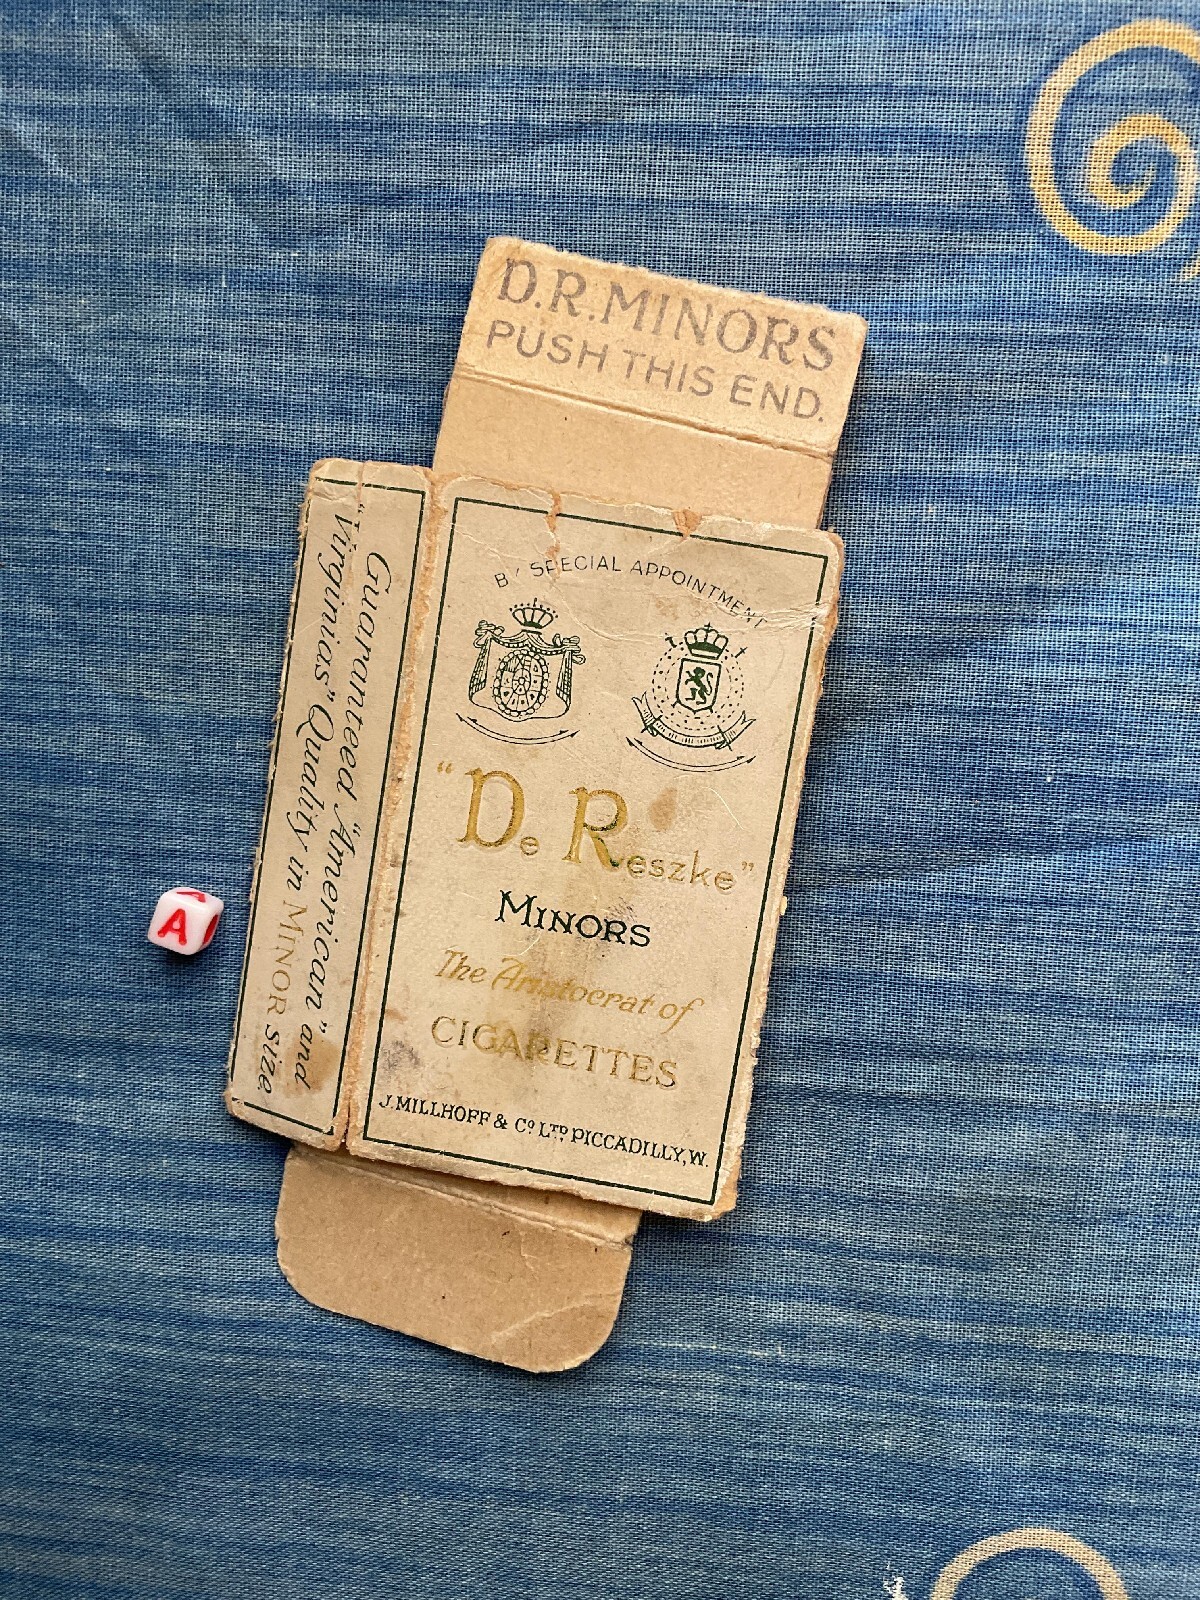 D.R.MINORS
PUSH THIS END.
BY SPECIAL APPOINTMENT
"De Reszke"
MINORS
The Aristocrat of
CIGARETTES
J. MILLHOFF & Co LTD PICCADILLY, W.
Guaranteed "American" and
"Virginias" Quality in MINOR size.
A